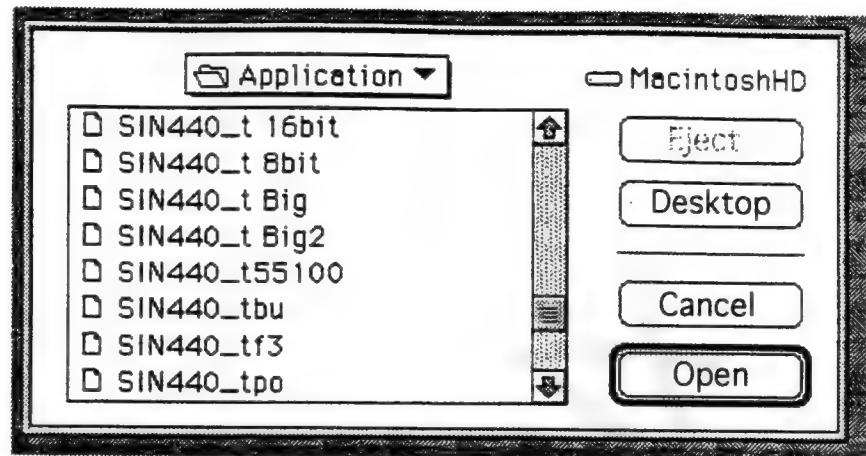 Application
MacintoshHD
SIN440_t 16bit
SIN440_t 8bit
SIN440_t Big
SIN440_t Big2
SIN440_t55100
SIN440_tbu
SIN440_tf3
SIN440_tpo
Eject
Desktop
Cancel
Open